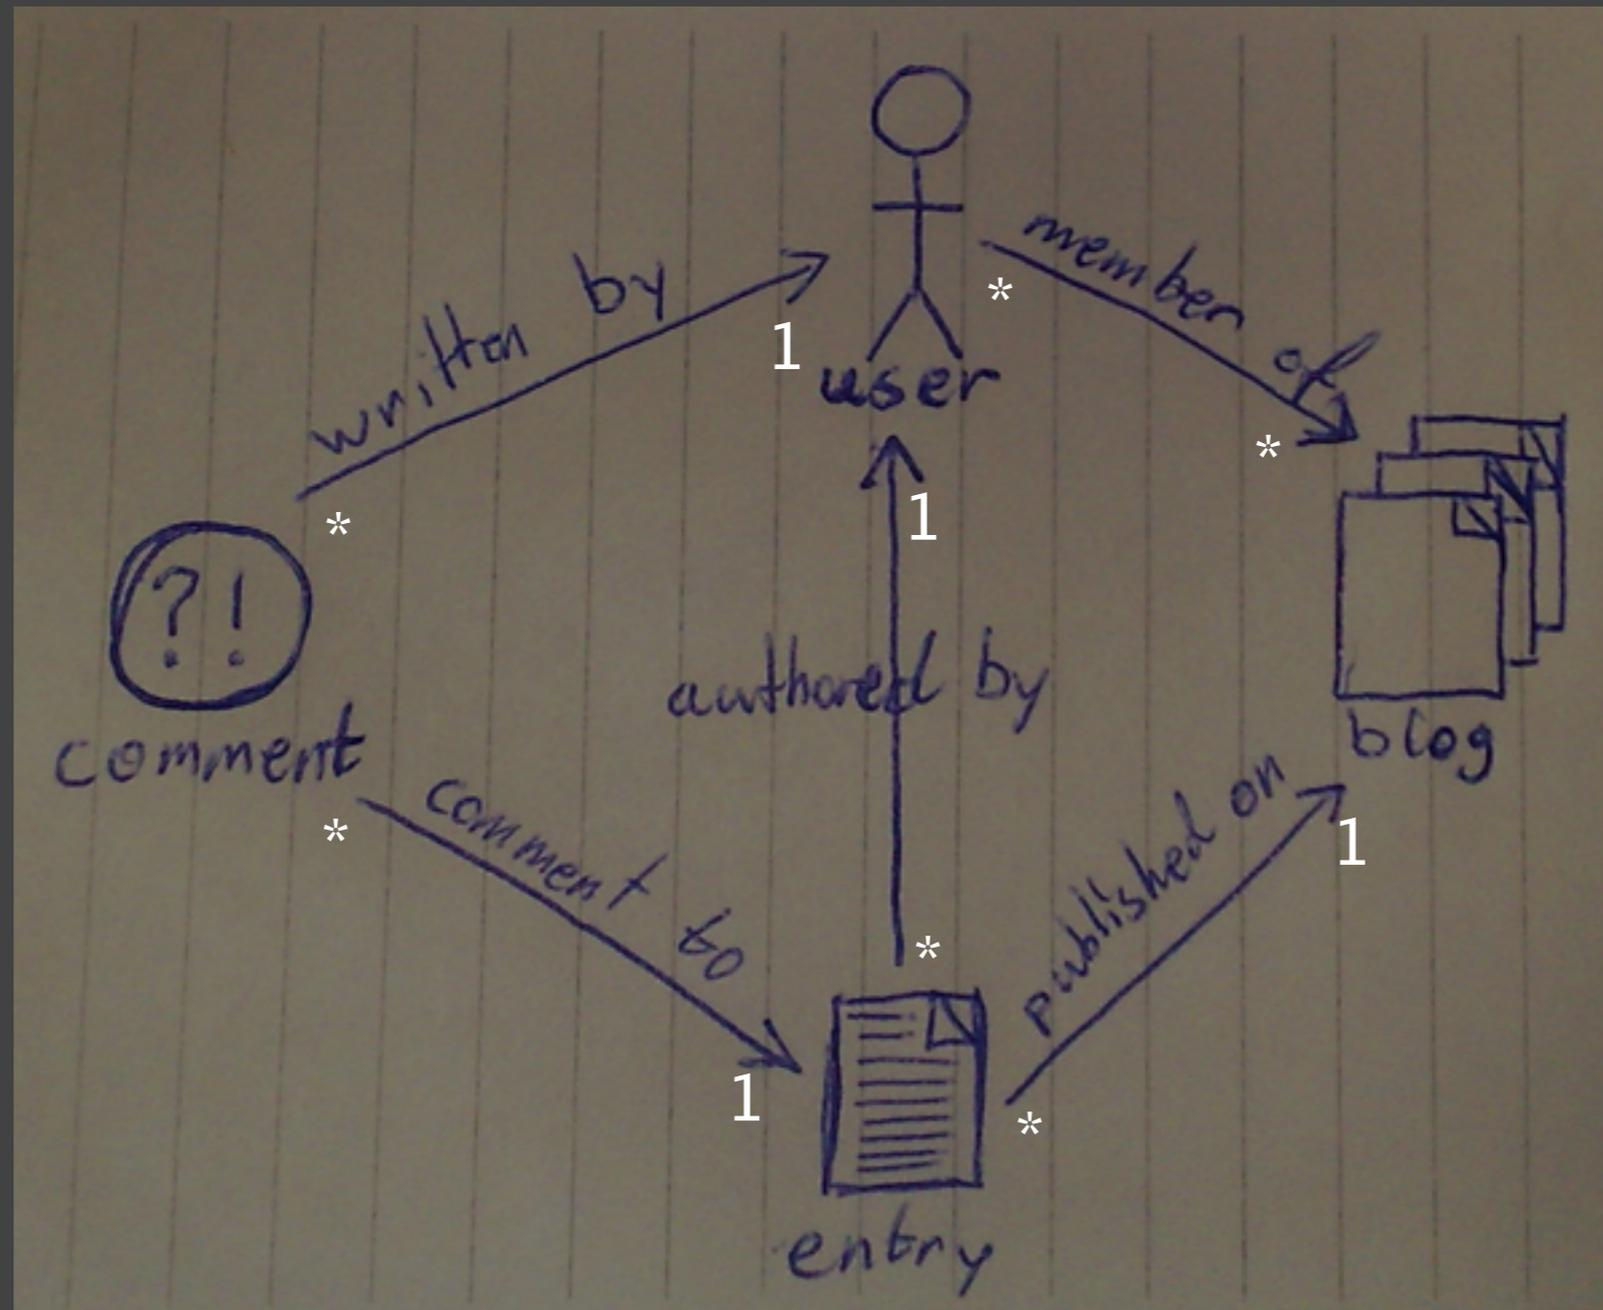 member of
written by
*
1
user
*
*
1
?!
authored by
comment
blog
comment to
published on
*
1
*
1
*
entry